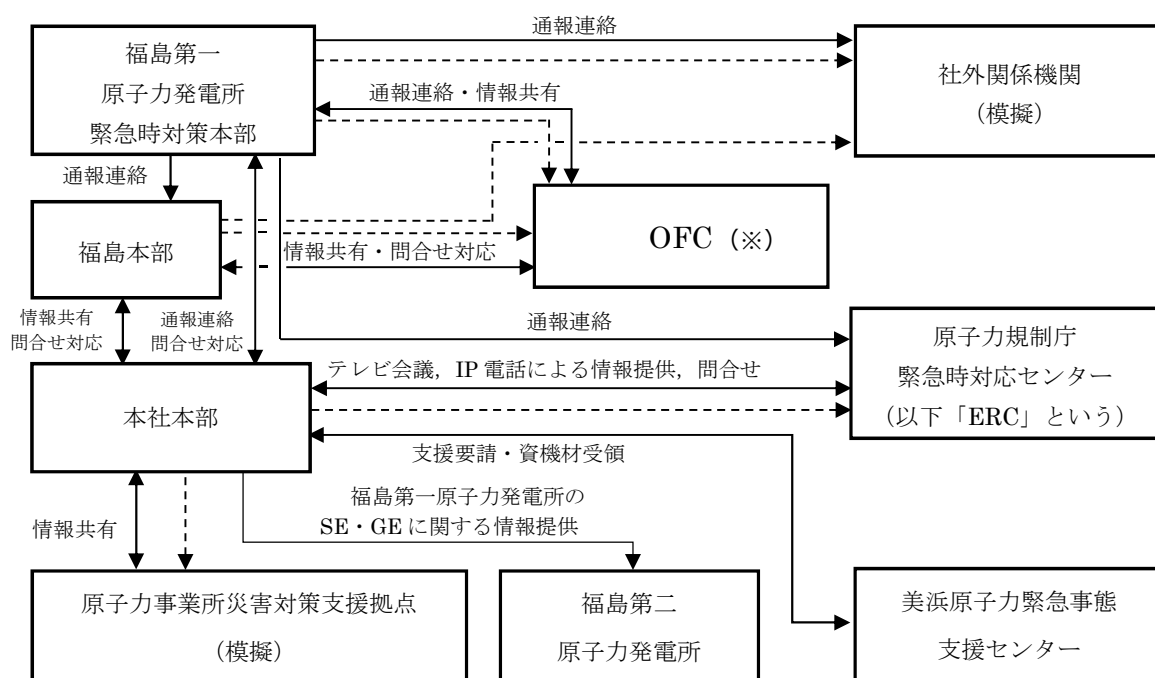 通報連絡
福島第一
原子力発電所
緊急時対策本部
社外関係機関
（模擬）
通報連絡・情報共有
通報連絡
福島本部
OFC（※）
情報共有・問合せ対応
情報共有
問合せ対応
通報連絡
問合せ対応
通報連絡
原子力規制庁
緊急時対応センター
（以下「ERC」という）
テレビ会議，IP 電話による情報提供，問合せ
本社本部
支援要請・資機材受領
福島第一原子力発電所の
SE・GE に関する情報提供
情報共有
原子力事業所災害対策支援拠点
（模擬）
福島第二
原子力発電所
美浜原子力緊急事態
支援センター